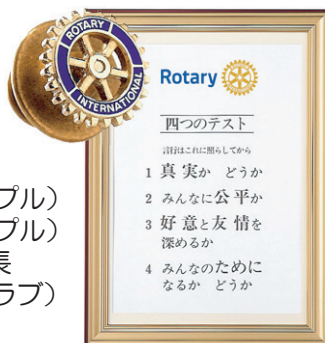 ROTARY
INTERNATIONAL
Rotary
四つのテスト
言行はこれに照らしてから
1 真実か どうか
2 みんなに公平か
3 好意と友情を
深めるか
4 みんなのために
なるか どうか
プル）
プル）
長
ラブ）